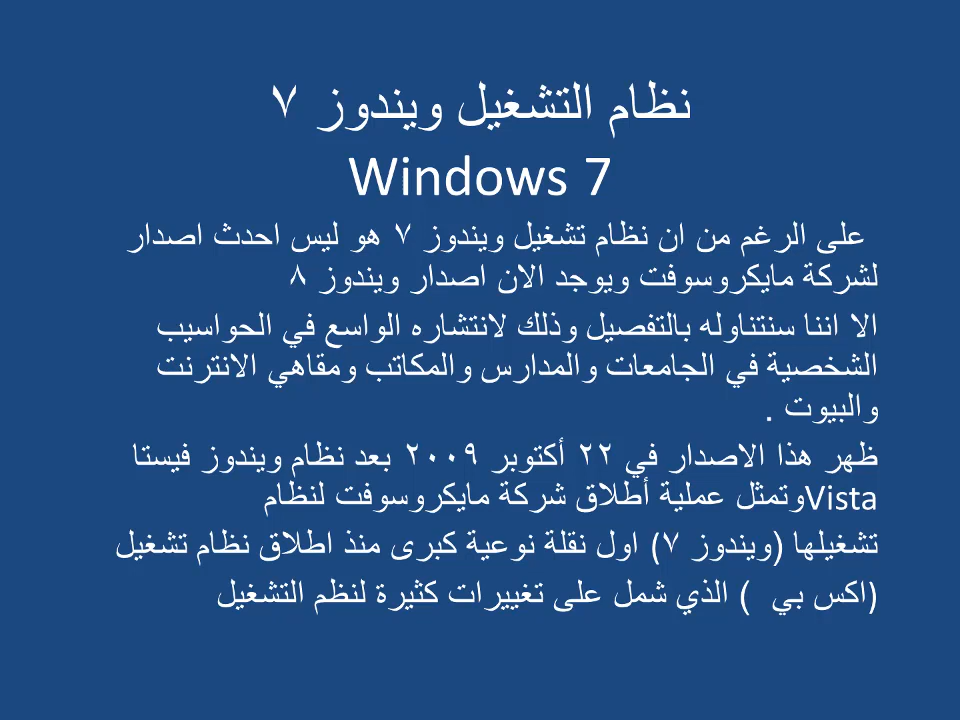 نظام التشغيل ويندوز ٧
Windows 7
على الرغم من ان نظام تشغيل ويندوز ٧ هو ليس احدث اصدار
لشركة مايكروسوفت ويوجد الان اصدار ويندوز ٨
الا اننا سنتناوله بالتفصيل وذلك لانتشاره الواسع في الحواسيب
الشخصية في الجامعات والمدارس والمكاتب ومقاهي الانترنت
والبيوت .
ظهر هذا الاصدار في ٢٢ أكتوبر ٢٠٠٩ بعد نظام ويندوز فيستا
Vistaوتمثل عملية أطلاق شركة مايكروسوفت لنظام
تشغيلها (ويندوز ٧) اول نقلة نوعية كبرى منذ اطلاق نظام تشغيل
(اكس بي ) الذي شمل على تغييرات كثيرة لنظم التشغيل